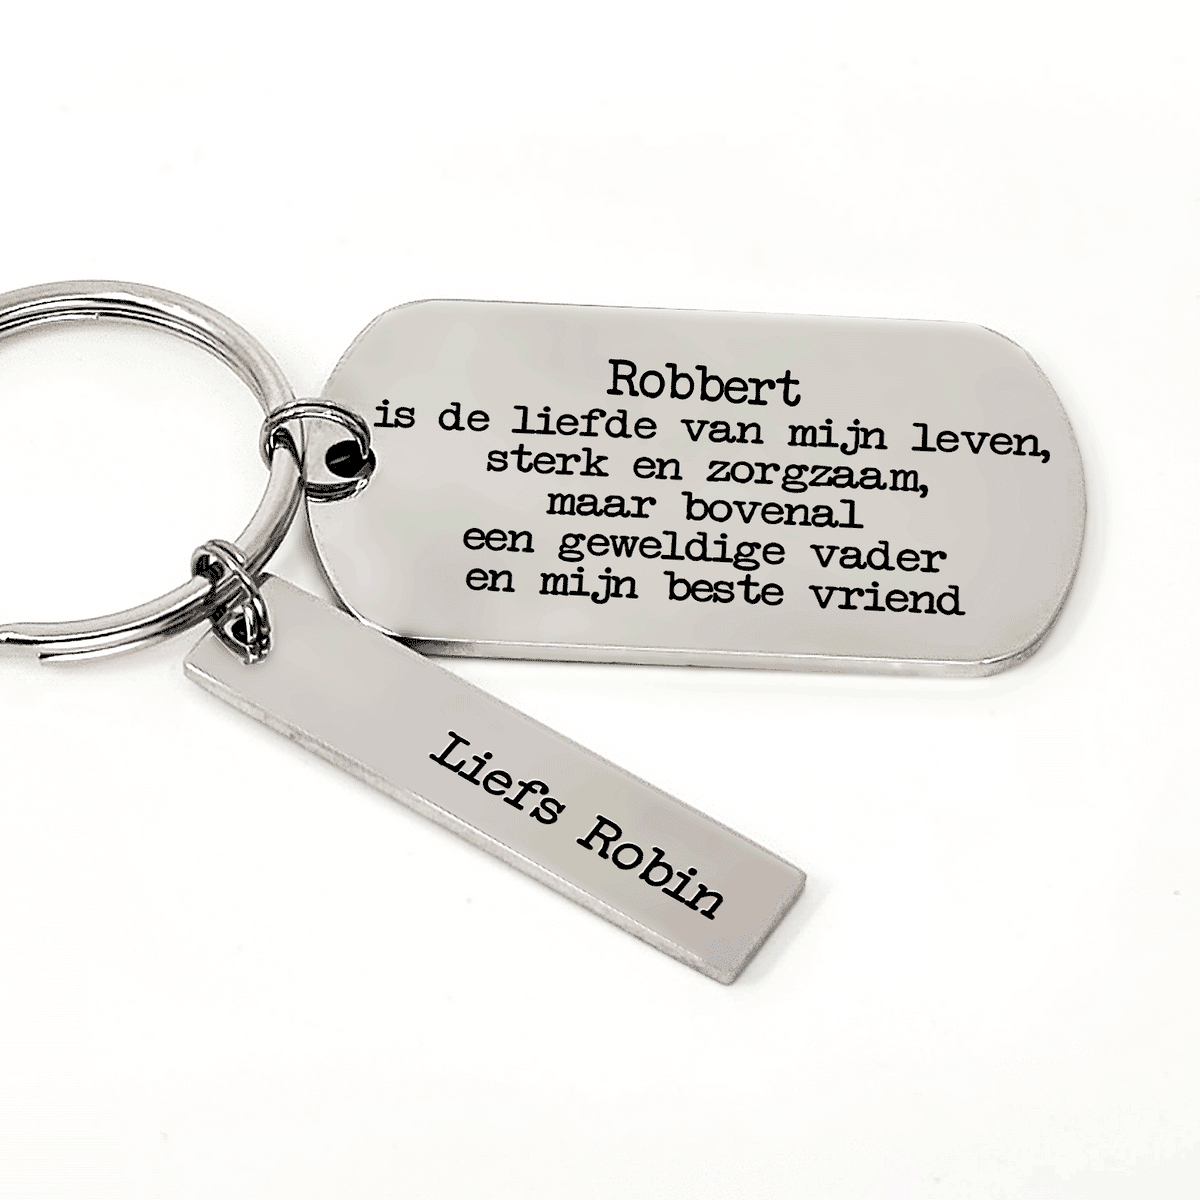 Robbert
is de liefde van mijn leven,
sterk en zorgzaam,
maar bovenal
een geweldige vader
en mijn beste vriend
Liefs Robin